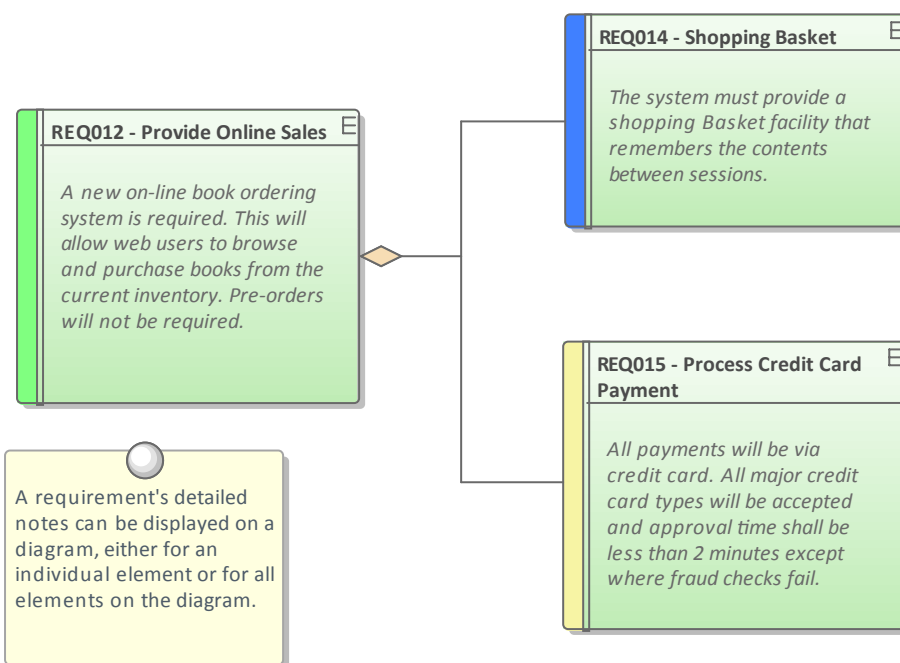 REQ012 - Provide Online Sales
A new on-line book ordering
system is required. This will
allow web users to browse
and purchase books from the
current inventory. Pre-orders
will not be required.
REQ014 - Shopping Basket
The system must provide a
shopping Basket facility that
remembers the contents
between sessions.
REQ015 - Process Credit Card
Payment
All payments will be via
credit card. All major credit
card types will be accepted
and approval time shall be
less than 2 minutes except
where fraud checks fail.
A requirement's detailed
notes can be displayed on a
diagram, either for an
individual element or for all
elements on the diagram.